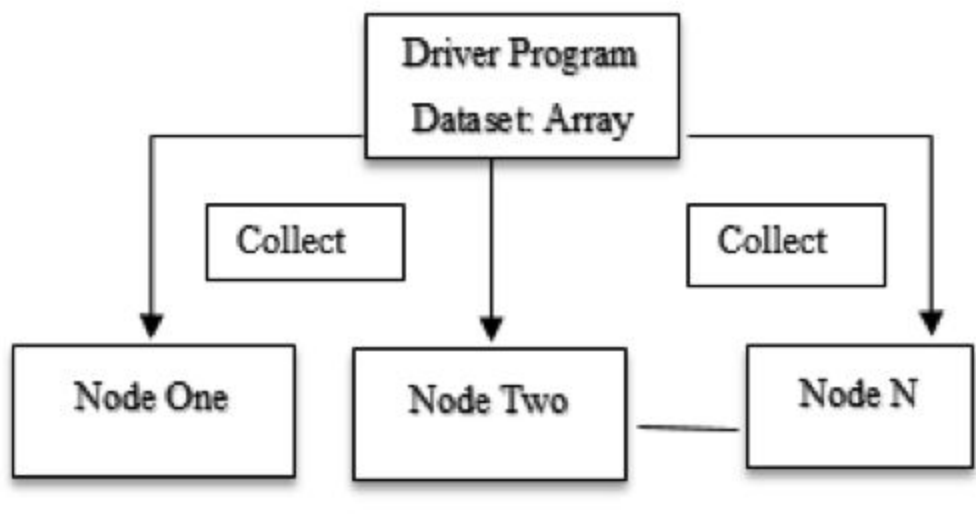 Driver Program
Dataset: Array
Collect
Collect
Node One
Node Two
Node N